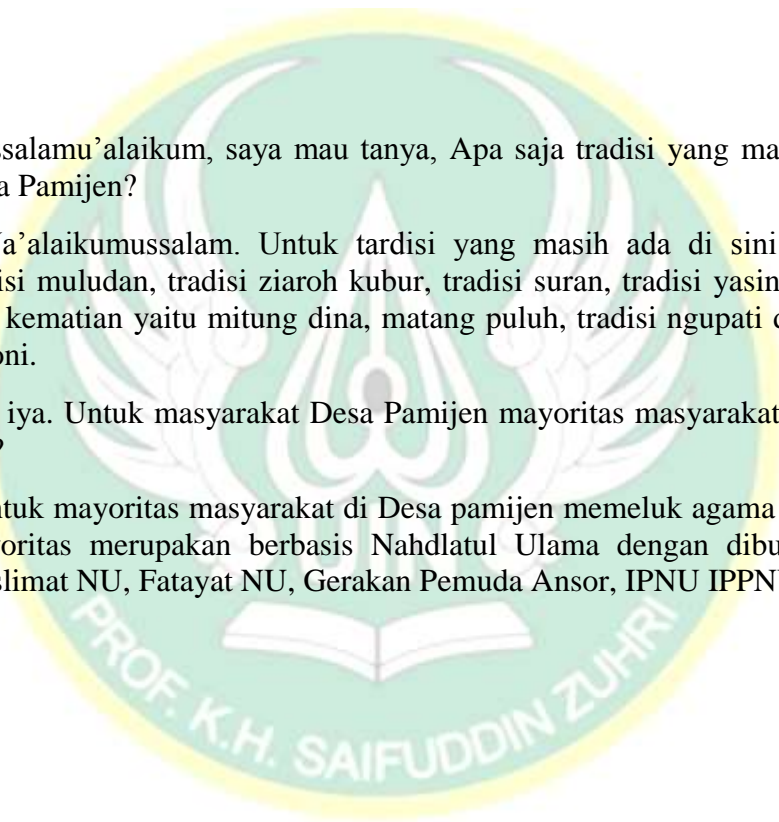 ssalamu’alaikum, saya mau tanya, Apa saja tradisi yang ma
a Pamijen?
a’alaikumussalam. Untuk tardisi yang masih ada di sini
isi muludan, tradisi ziaroh kubur, tradisi suran, tradisi yasin
kematian yaitu mitung dina, matang puluh, tradisi ngupati d
oni.
iya. Untuk masyarakat Desa Pamijen mayoritas masyarakat
?
ntuk mayoritas masyarakat di Desa pamijen memeluk agama
yoritas merupakan berbasis Nahdlatul Ulama dengan dibu
slimat NU, Fatayat NU, Gerakan Pemuda Ansor, IPNU IPPN
UIN
PROF. K.H. SAIFUDDIN ZUHRI